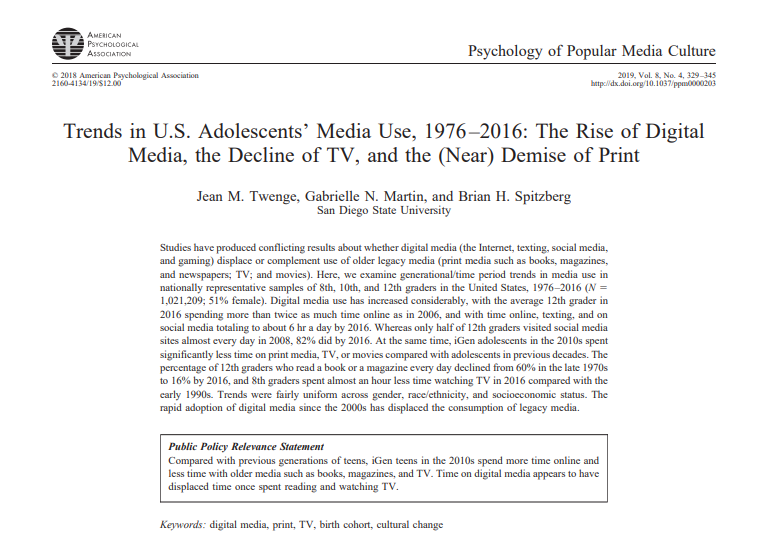 AMERICAN
PSYCHOLOGICAL
ASSOCIATION
Psychology of Popular Media Culture
© 2018 American Psychological Association
2160-4134/19/$12.00
2019, Vol. 8, No. 4, 329–345
http://dx.doi.org/10.1037/ppm0000203
Trends in U.S. Adolescents’ Media Use, 1976–2016: The Rise of Digital
Media, the Decline of TV, and the (Near) Demise of Print
Jean M. Twenge, Gabrielle N. Martin, and Brian H. Spitzberg
San Diego State University
Studies have produced conflicting results about whether digital media (the Internet, texting, social media,
and gaming) displace or complement use of older legacy media (print media such as books, magazines,
and newspapers; TV; and movies). Here, we examine generational/time period trends in media use in
nationally representative samples of 8th, 10th, and 12th graders in the United States, 1976–2016 (N =
1,021,209; 51% female). Digital media use has increased considerably, with the average 12th grader in
2016 spending more than twice as much time online as in 2006, and with time online, texting, and on
social media totaling to about 6 hr a day by 2016. Whereas only half of 12th graders visited social media
sites almost every day in 2008, 82% did by 2016. At the same time, iGen adolescents in the 2010s spent
significantly less time on print media, TV, or movies compared with adolescents in previous decades. The
percentage of 12th graders who read a book or a magazine every day declined from 60% in the late 1970s
to 16% by 2016, and 8th graders spent almost an hour less time watching TV in 2016 compared with the
early 1990s. Trends were fairly uniform across gender, race/ethnicity, and socioeconomic status. The
rapid adoption of digital media since the 2000s has displaced the consumption of legacy media.
Public Policy Relevance Statement
Compared with previous generations of teens, iGen teens in the 2010s spend more time online and
less time with older media such as books, magazines, and TV. Time on digital media appears to have
displaced time once spent reading and watching TV.
Keywords: digital media, print, TV, birth cohort, cultural change